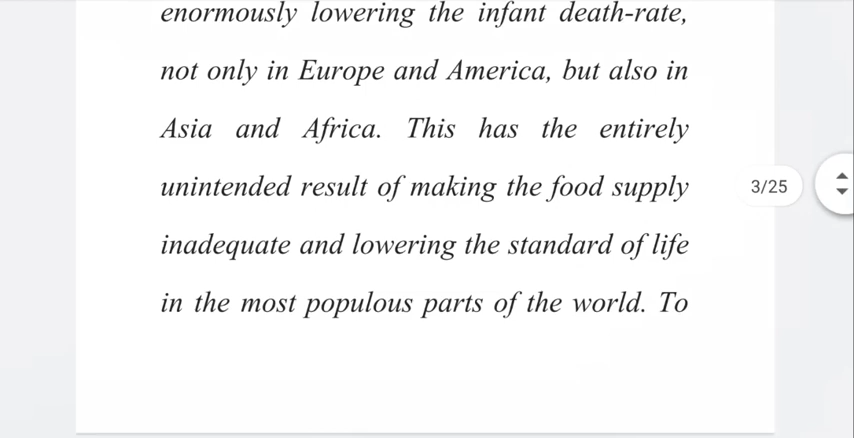 enormously lowering the infant death-rate,
not only in Europe and America, but also in
Asia and Africa. This has the entirely
unintended result of making the food supply
inadequate and lowering the standard of life
in the most populous parts of the world. To
3/25